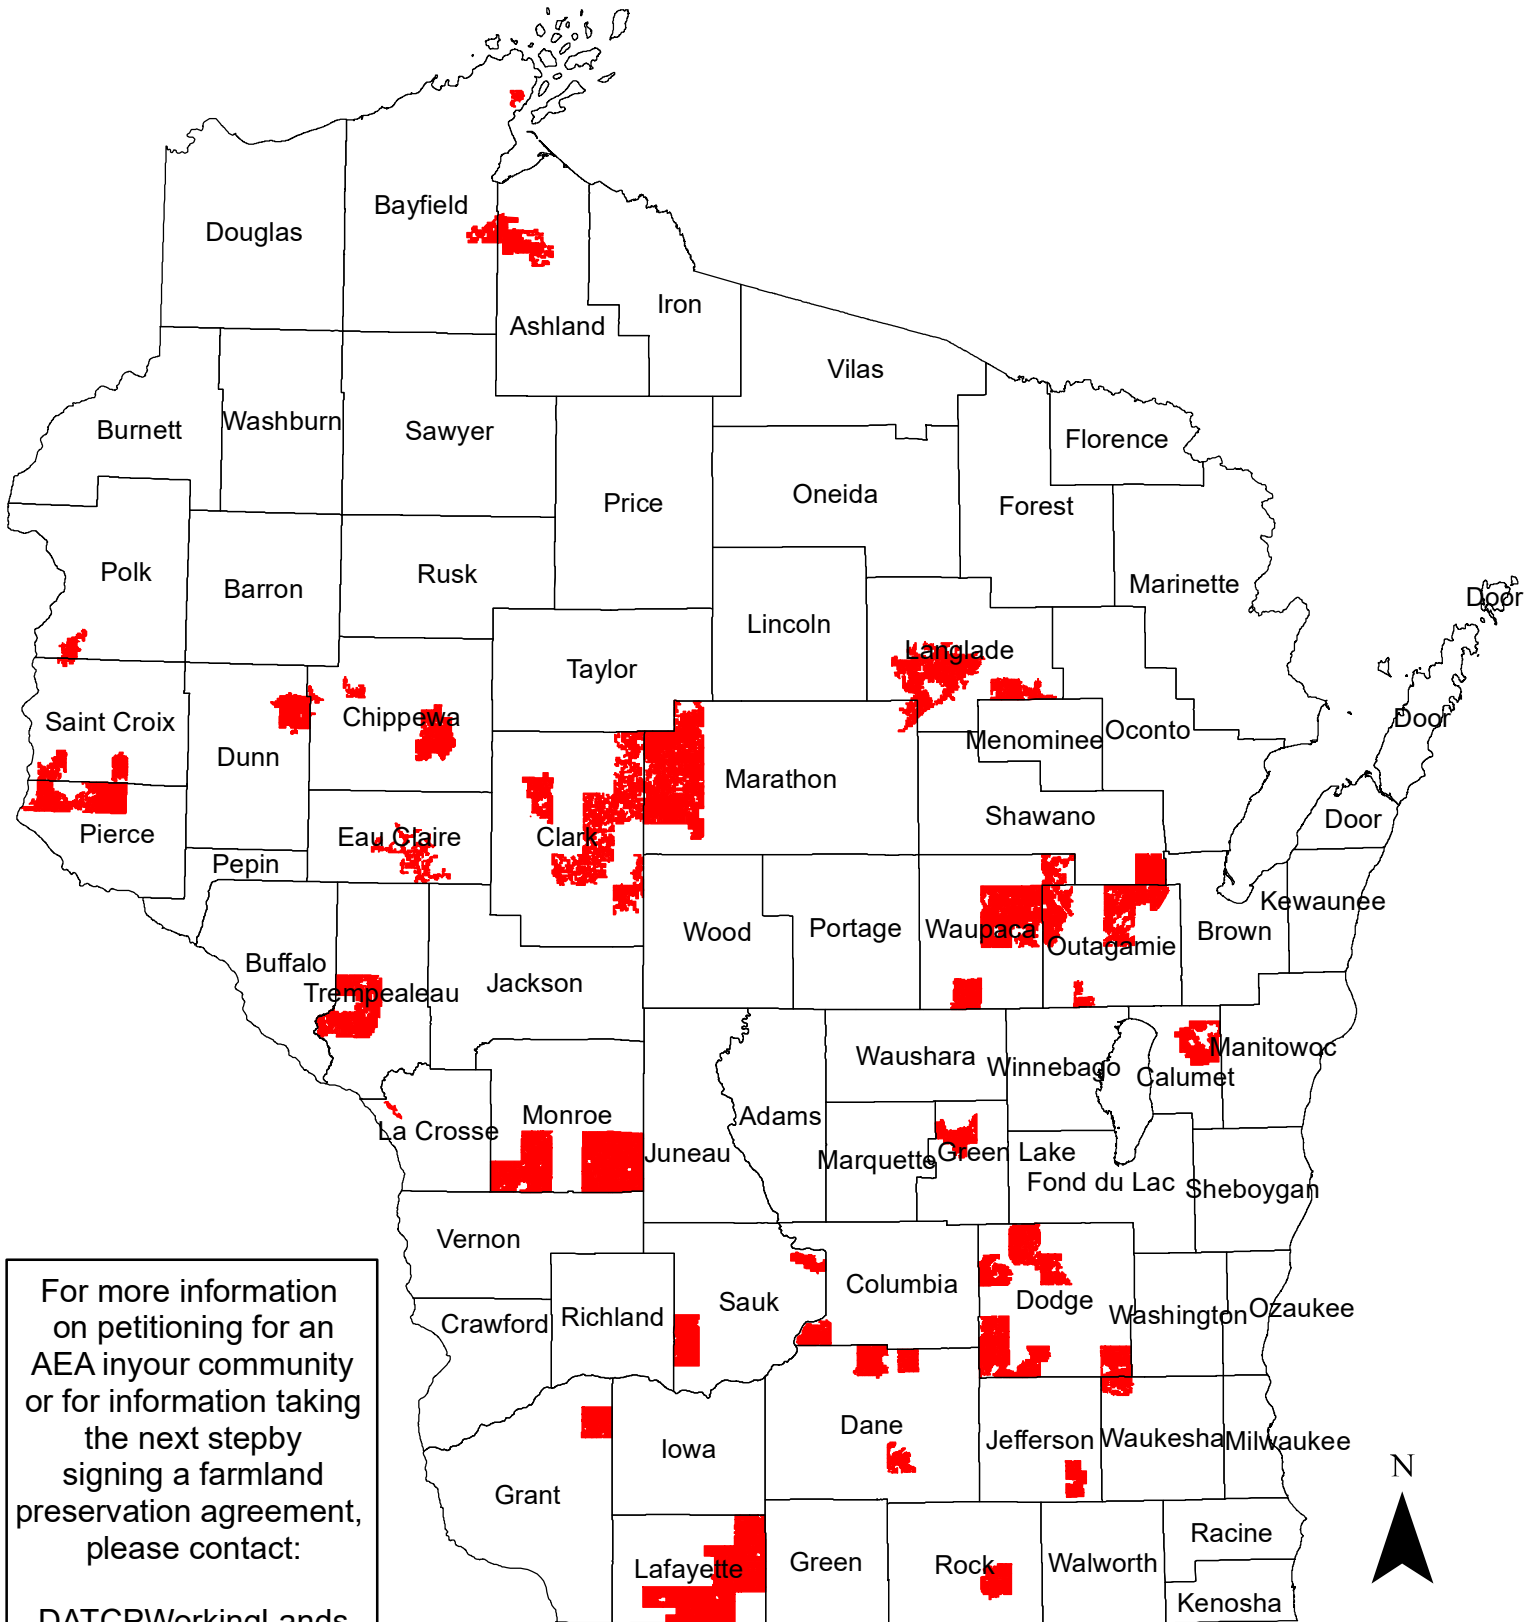 Douglas
Bayfield
Ashland
Iron
Vilas
Burnett
Washburn
Sawyer
Price
Oneida
Forest
Florence
Polk
Barron
Rusk
Lincoln
Langlade
Marinette
Door
Taylor
Saint Croix
Dunn
Chippewa
Marathon
Menominee
Oconto
Door
Pierce
Pepin
Eau Claire
Clark
Shawano
Door
Buffalo
Trempealeau
Jackson
Wood
Portage
Waupaca
Outagamie
Brown
Kewaunee
La Crosse
Monroe
Juneau
Adams
Waushara
Winnebago
Calumet
Manitowoc
Marquette
Green Lake
Fond du Lac
Sheboygan
Vernon
Crawford
Richland
Sauk
Columbia
Dodge
Washington
Ozaukee
Grant
Iowa
Dane
Jefferson
Waukesha
Milwaukee
Lafayette
Green
Rock
Walworth
Racine
Kenosha
N
For more information
on petitioning for an
AEA inyour community
or for information taking
the next stepby
signing a farmland
preservation agreement,
please contact:
DATCPWorkingLands